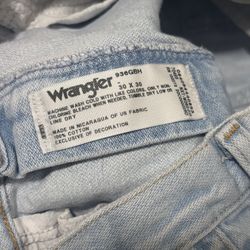 Wrangler 936GBH
30 X 36
MACHINE WASH COLD WITH LIKE COLORS, ONLY NON-
CHLORINE BLEACH WHEN NEEDED, TUMBLE DRY LOW OR
LINE DRY
MADE IN NICARAGUA OF US FABRIC
100% COTTON
EXCLUSIVE OF DECORATION